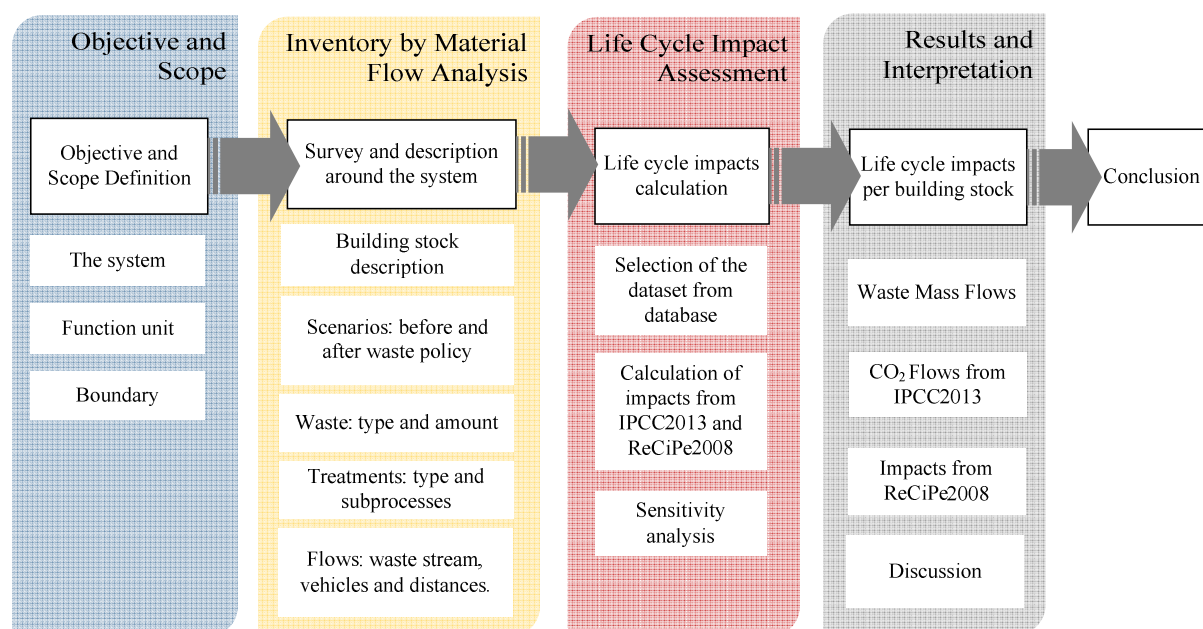 Objective and
Scope
Objective and
Scope Definition
The system
Function unit
Boundary
Inventory by Material
Flow Analysis
Survey and description
around the system
Building stock
description
Scenarios: before and
after waste policy
Waste: type and amount
Treatments: type and
subprocesses
Flows: waste stream,
vehicles and distances.
Life Cycle Impact
Assessment
Life cycle impacts
calculation
Selection of the
dataset from
database
Calculation of
impacts from
IPCC2013 and
ReCiPe2008
Sensitivity
analysis
Results and
Interpretation
Life cycle impacts
per building stock
Waste Mass Flows
CO₂ Flows from
IPCC2013
Impacts from
ReCiPe2008
Discussion
Conclusion